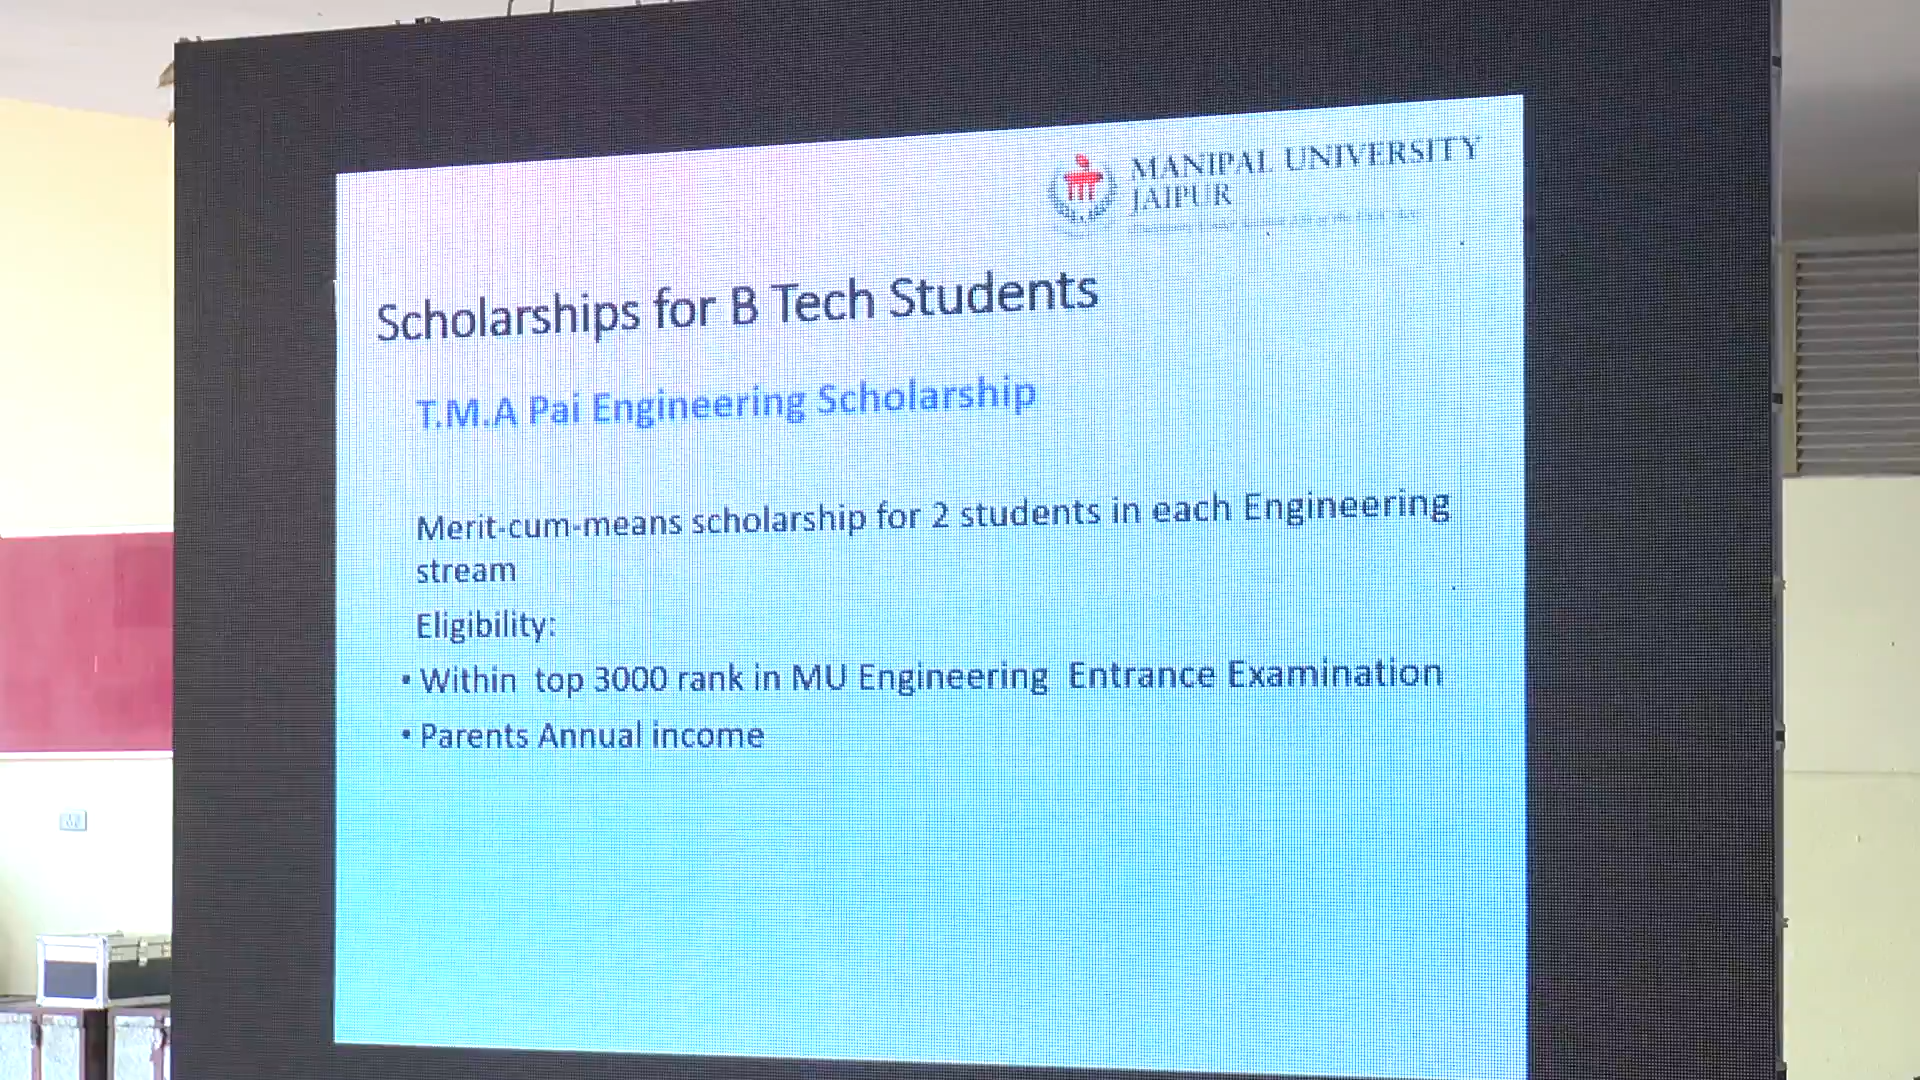 MANIPAL UNIVERSITY
JAIPUR
Scholarships for B Tech Students
T.M.A Pai Engineering Scholarship
Merit-cum-means scholarship for 2 students in each Engineering
stream
Eligibility:
• Within top 3000 rank in MU Engineering Entrance Examination
• Parents Annual income